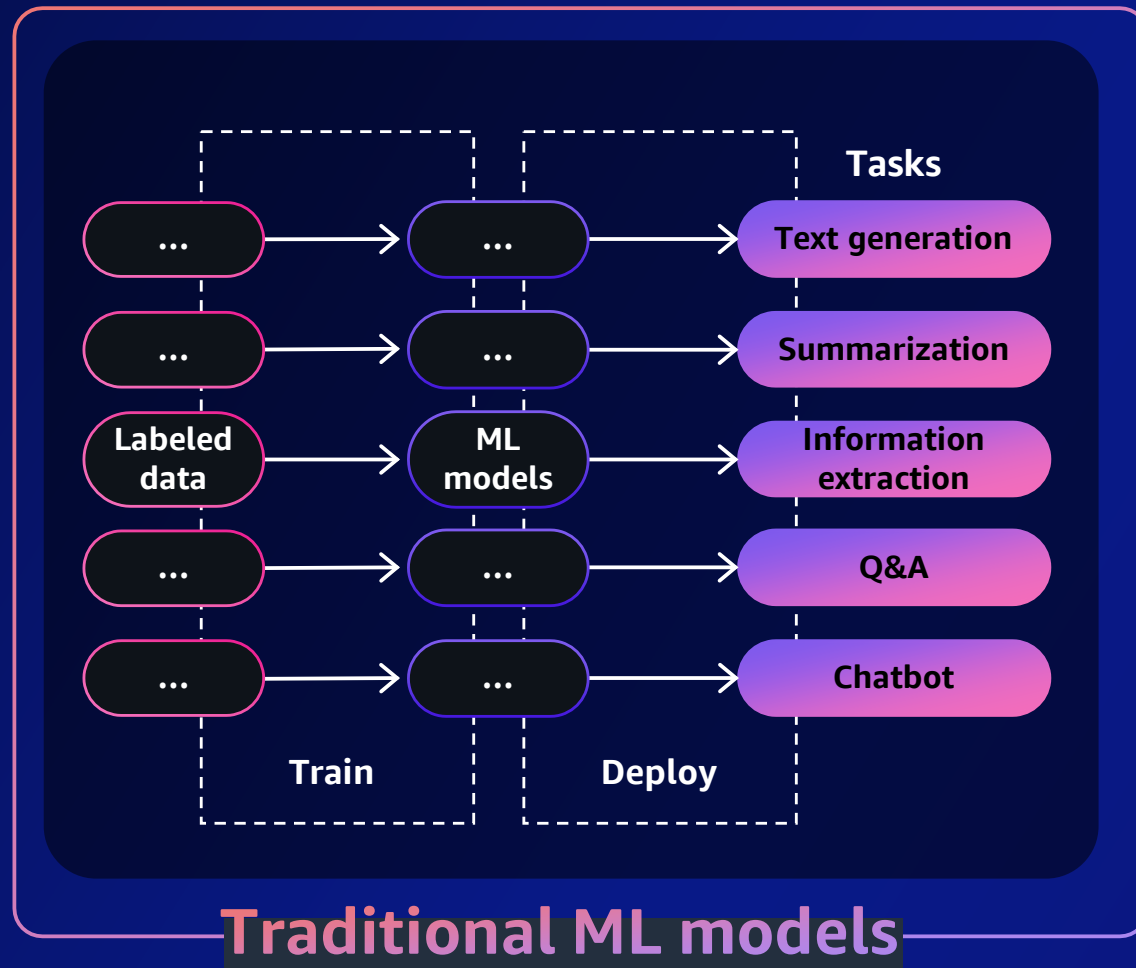 Tasks
... ... Text generation
... ... Summarization
Labeled ML Information
data models extraction
... ... Q&A
... ... Chatbot
Train Deploy
Traditional ML models